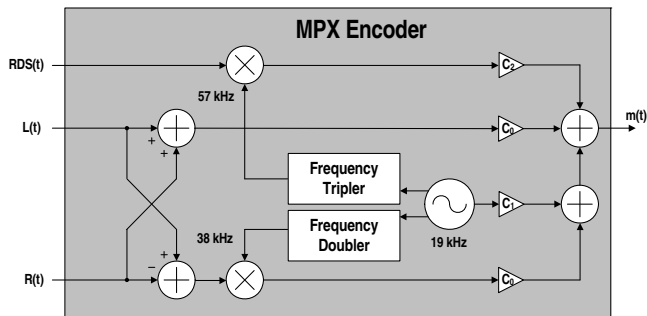 MPX Encoder
RDS(t)
57 kHz
C2
m(t)
L(t)
+
+
C0
Frequency
Tripler
Frequency
Doubler
C1
19 kHz
38 kHz
+
−
R(t)
C0